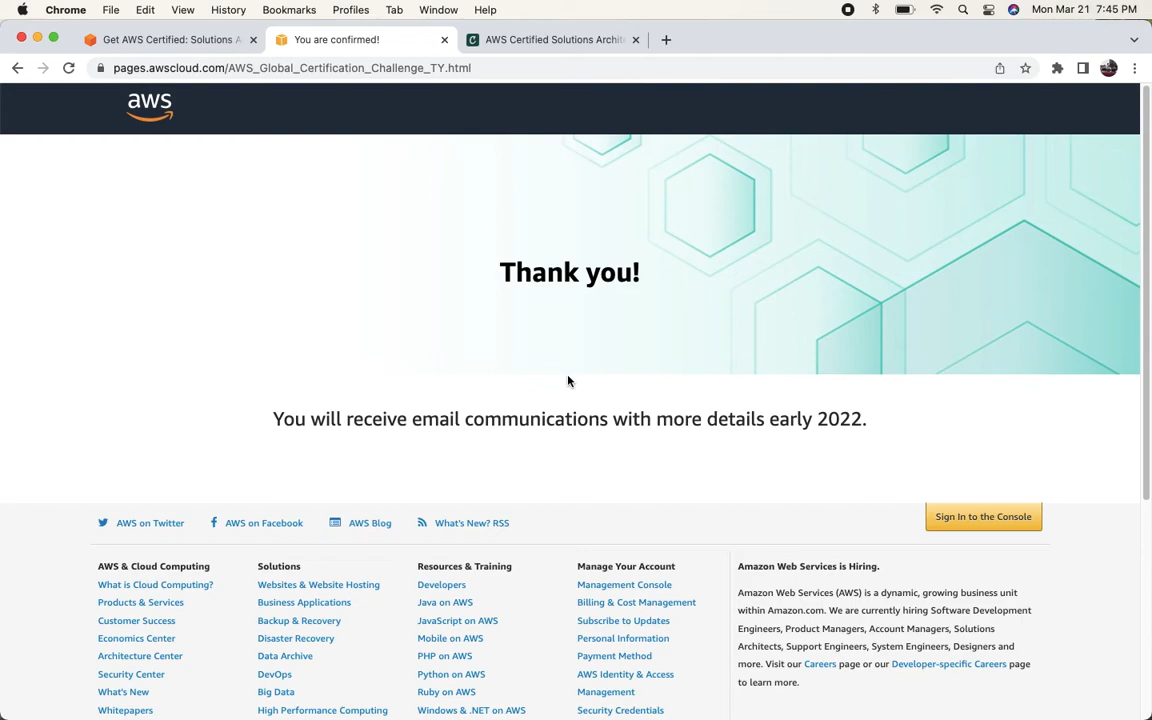 Chrome File Edit View History Bookmarks Profiles Tab Window Help Mon Mar 21 7:45 PM
Get AWS Certified: Solutions A You are confirmed! AWS Certified Solutions Archit
pages.awscloud.com/AWS_Global_Certification_Challenge_TY.html
aws
Thank you!
You will receive email communications with more details early 2022.
AWS on Twitter AWS on Facebook AWS Blog What's New? RSS Sign In to the Console
AWS & Cloud Computing
What is Cloud Computing?
Products & Services
Customer Success
Economics Center
Architecture Center
Security Center
What's New
Whitepapers
Solutions
Websites & Website Hosting
Business Applications
Backup & Recovery
Disaster Recovery
Data Archive
DevOps
Big Data
High Performance Computing
Resources & Training
Developers
Java on AWS
JavaScript on AWS
Mobile on AWS
PHP on AWS
Python on AWS
Ruby on AWS
Windows & .NET on AWS
Manage Your Account
Management Console
Billing & Cost Management
Subscribe to Updates
Personal Information
Payment Method
AWS Identity & Access
Management
Security Credentials
Amazon Web Services is Hiring.
Amazon Web Services (AWS) is a dynamic, growing business unit
within Amazon.com. We are currently hiring Software Development
Engineers, Product Managers, Account Managers, Solutions
Architects, Support Engineers, System Engineers, Designers and
more. Visit our Careers page or our Developer-specific Careers page
to learn more.